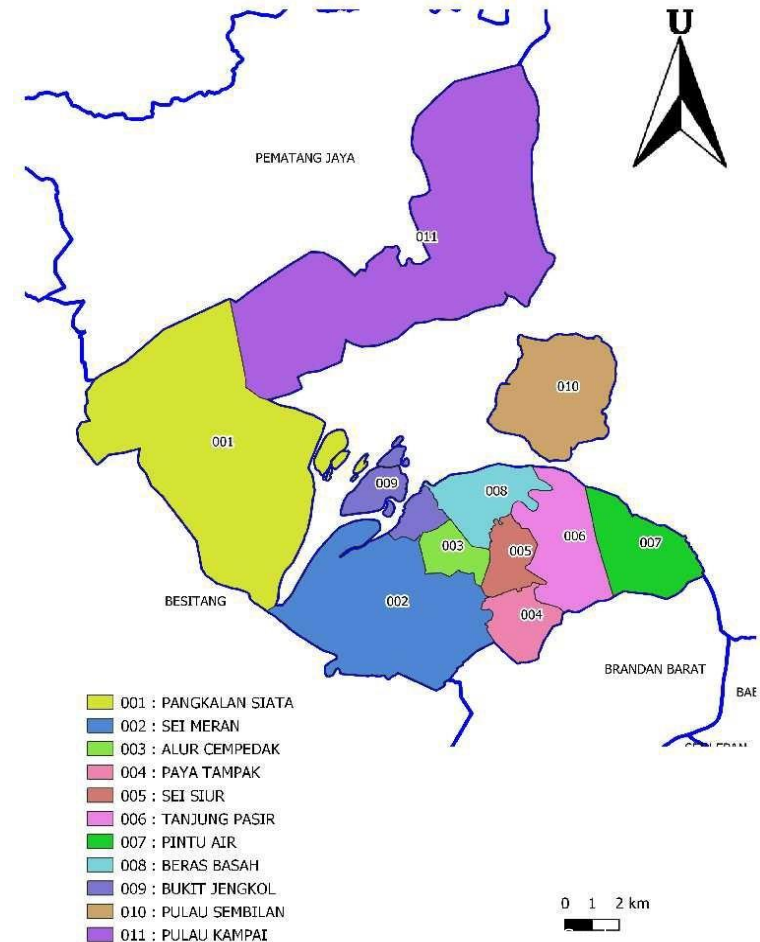 U
PEMATANG JAYA
011
010
001
009
008
003
005
006
007
BESITANG
002
004
BRANDAN BARAT
001 : PANGKALAN SIATA
002 : SEI MERAN
003 : ALUR CEMPEDAK
004 : PAYA TAMPAK
005 : SEI SIUR
006 : TANJUNG PASIR
007 : PINTU AIR
008 : BERAS BASAH
009 : BUKIT JENGKOL
010 : PULAU SEMBILAN
011 : PULAU KAMPAI
0 1 2 km